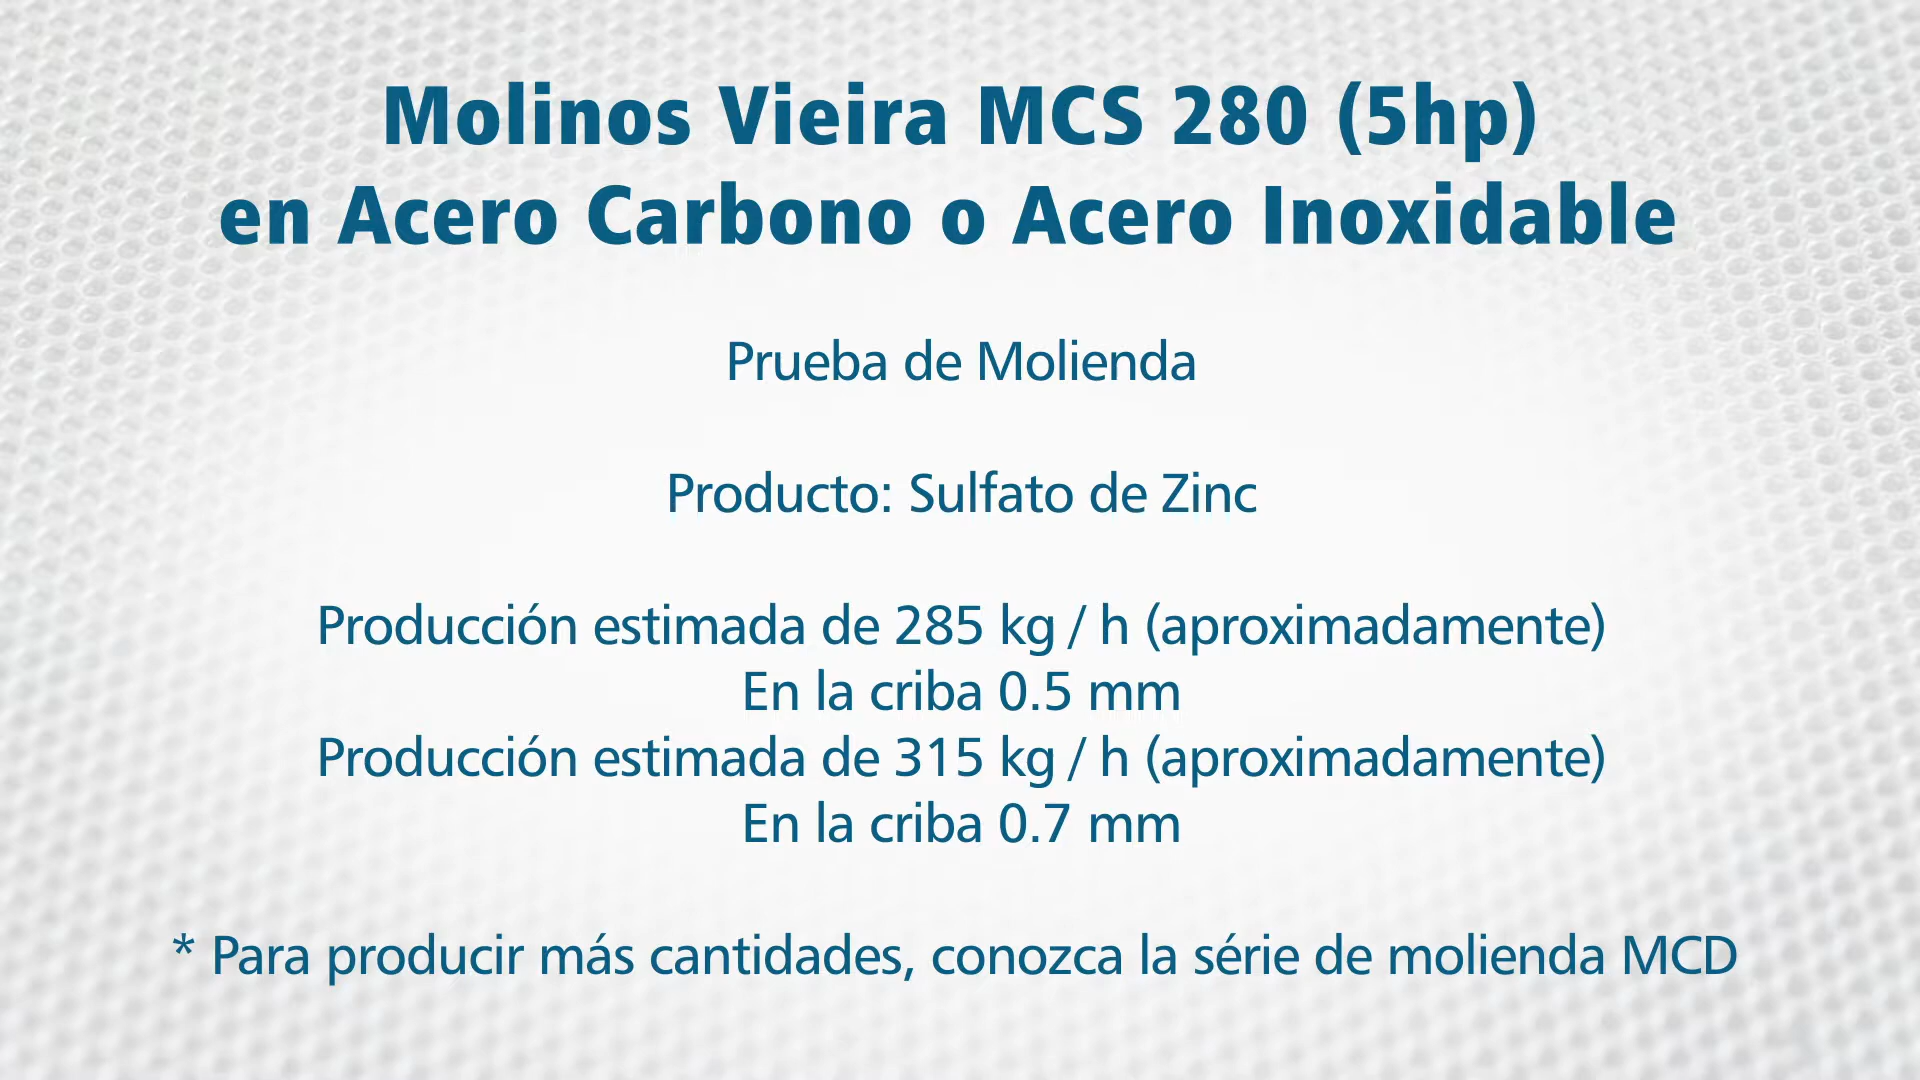 Molinos Vieira MCS 280 (5hp)
en Acero Carbono o Acero Inoxidable
Prueba de Molienda
Producto: Sulfato de Zinc
Producción estimada de 285 kg / h (aproximadamente)
En la criba 0.5 mm
Producción estimada de 315 kg / h (aproximadamente)
En la criba 0.7 mm
* Para producir más cantidades, conozca la série de molienda MCD